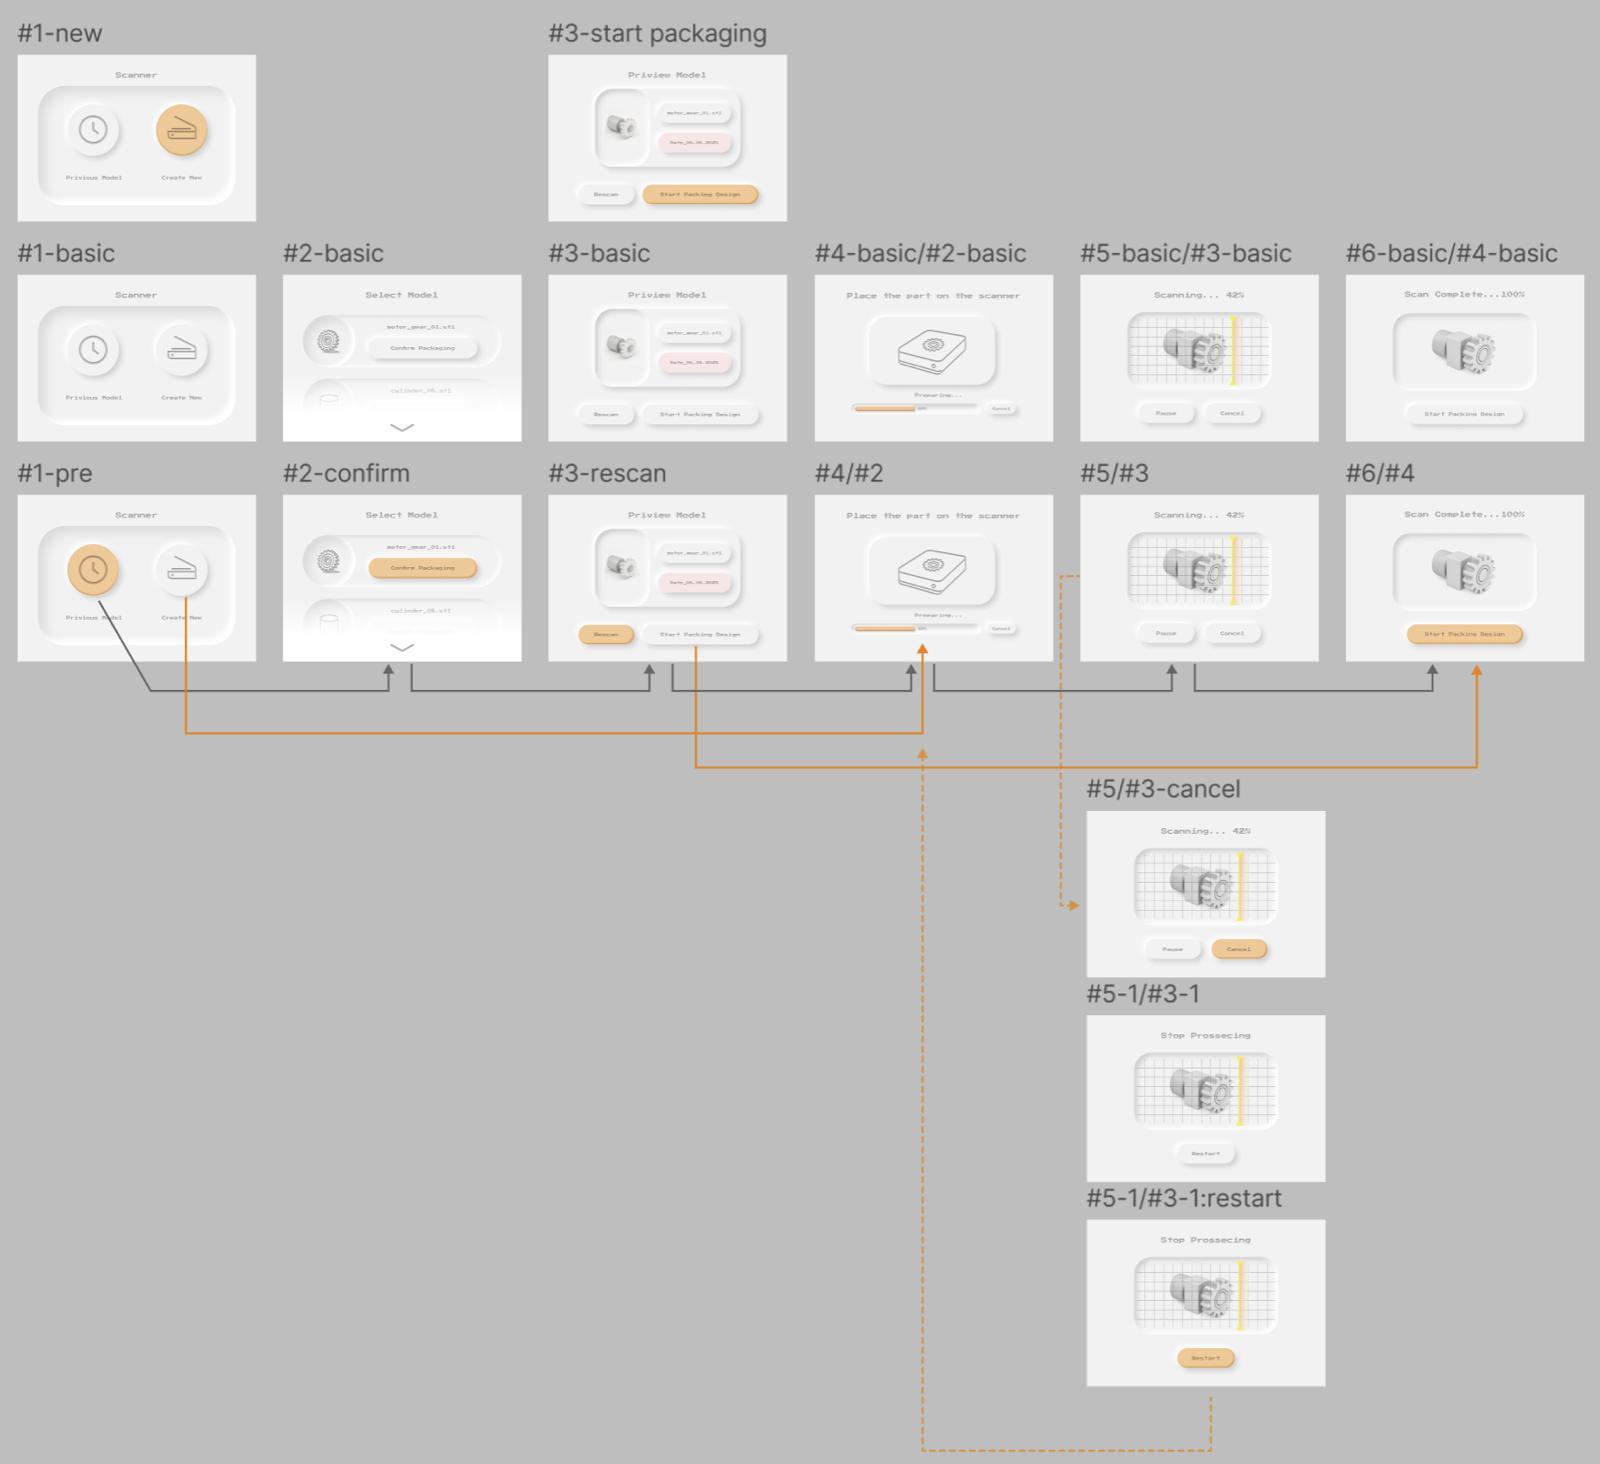 #1-new
Scanner
Privious Model
Create New
#3-start packaging
Priview Model
motor_gear_01.stl
Date_05.05.2025
Rescan
Start Packing Design
#1-basic
Scanner
Privious Model
Create New
#2-basic
Select Model
motor_gear_01.stl
Confirm Packaging
cylinder_05.stl
#3-basic
Priview Model
motor_gear_01.stl
Date_05.05.2025
Rescan
Start Packing Design
#4-basic/#2-basic
Place the part on the scanner
Preparing...
Cancel
#5-basic/#3-basic
Scanning... 42%
Pause
Cancel
#6-basic/#4-basic
Scan Complete...100%
Start Packing Design
#1-pre
Scanner
Privious Model
Create New
#2-confirm
Select Model
motor_gear_01.stl
Confirm Packaging
cylinder_05.stl
#3-rescan
Priview Model
motor_gear_01.stl
Date_05.05.2025
Rescan
Start Packing Design
#4/#2
Place the part on the scanner
Preparing...
Cancel
#5/#3
Scanning... 42%
Pause
Cancel
#6/#4
Scan Complete...100%
Start Packing Design
#5/#3-cancel
Scanning... 42%
Pause
Cancel
#5-1/#3-1
Stop Prossecing
Restart
#5-1/#3-1:restart
Stop Prossecing
Restart